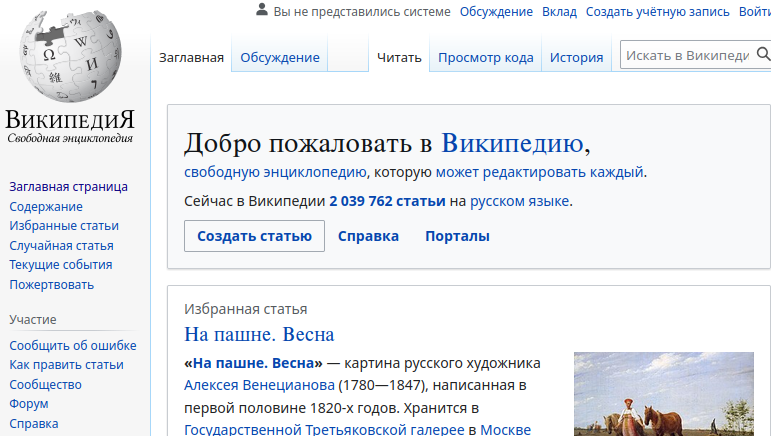 Вы не представились системе Обсуждение Вклад Создать учётную запись Войти
Заглавная Обсуждение Читать Просмотр кода История Искать в Википеди
ВикипедиЯ
Свободная энциклопедия
Заглавная страница
Содержание
Избранные статьи
Случайная статья
Текущие события
Пожертвовать
Участие
Сообщить об ошибке
Как править статьи
Сообщество
Форум
Справка
Добро пожаловать в Википедию,
свободную энциклопедию, которую может редактировать каждый.
Сейчас в Википедии 2 039 762 статьи на русском языке.
Создать статью Справка Порталы
Избранная статья
На пашне. Весна
«На пашне. Весна» — картина русского художника
Алексея Венецианова (1780—1847), написанная в
первой половине 1820-х годов. Хранится в
Государственной Третьяковской галерее в Москве